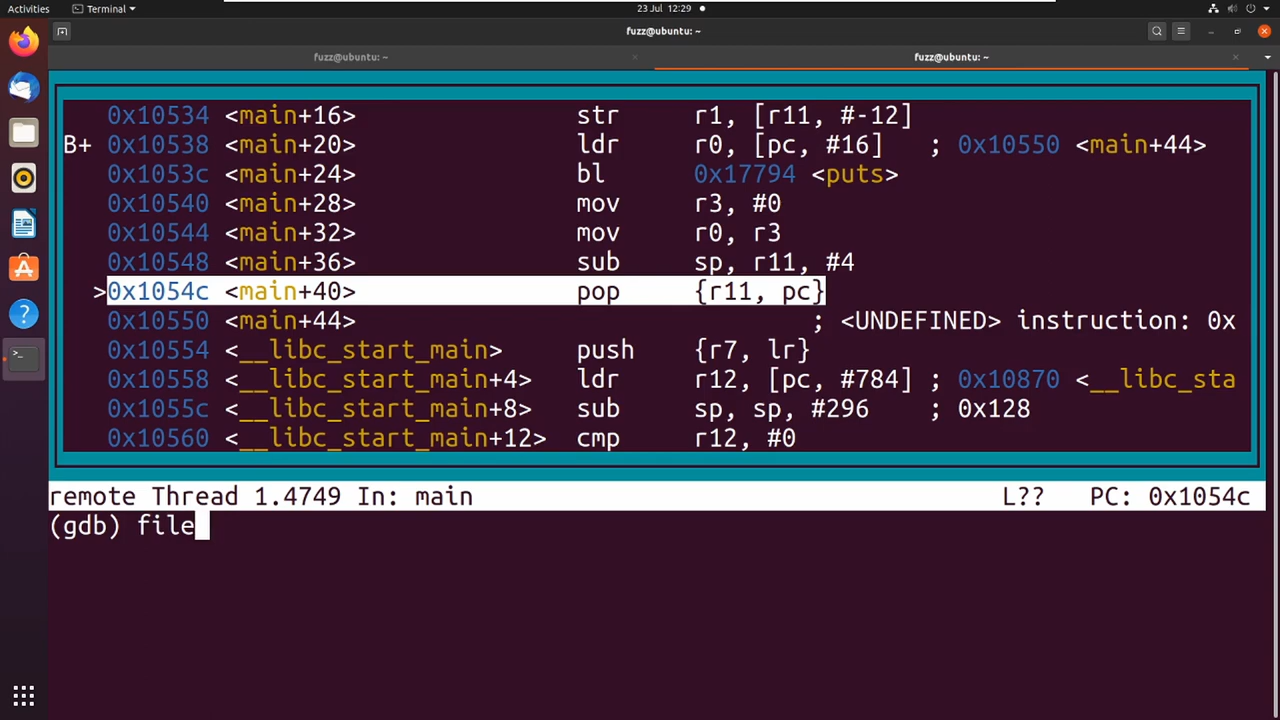 Activities Terminal 23 Jul 12:29
fuzz@ubuntu: ~
fuzz@ubuntu: ~ × fuzz@ubuntu: ~ ×
0x10534 <main+16> str r1, [r11, #-12]
B+ 0x10538 <main+20> ldr r0, [pc, #16] ; 0x10550 <main+44>
0x1053c <main+24> bl 0x17794 <puts>
0x10540 <main+28> mov r3, #0
0x10544 <main+32> mov r0, r3
0x10548 <main+36> sub sp, r11, #4
>0x1054c <main+40> pop {r11, pc}
0x10550 <main+44> ; <UNDEFINED> instruction: 0x
0x10554 <__libc_start_main> push {r7, lr}
0x10558 <__libc_start_main+4> ldr r12, [pc, #784] ; 0x10870 <__libc_sta
0x1055c <__libc_start_main+8> sub sp, sp, #296 ; 0x128
0x10560 <__libc_start_main+12> cmp r12, #0
remote Thread 1.4749 In: main L?? PC: 0x1054c
(gdb) file